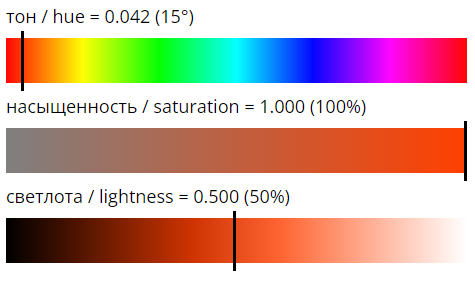 тон / hue = 0.042 (15°)
насыщенность / saturation = 1.000 (100%)
светлота / lightness = 0.500 (50%)